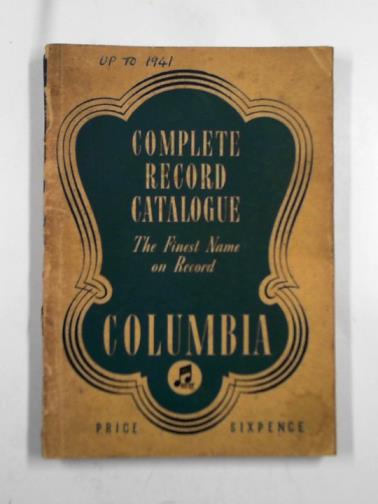 UP TO 1941
COMPLETE
RECORD
CATALOGUE
The Finest Name
on Record
COLUMBIA
PRICE SIXPENCE